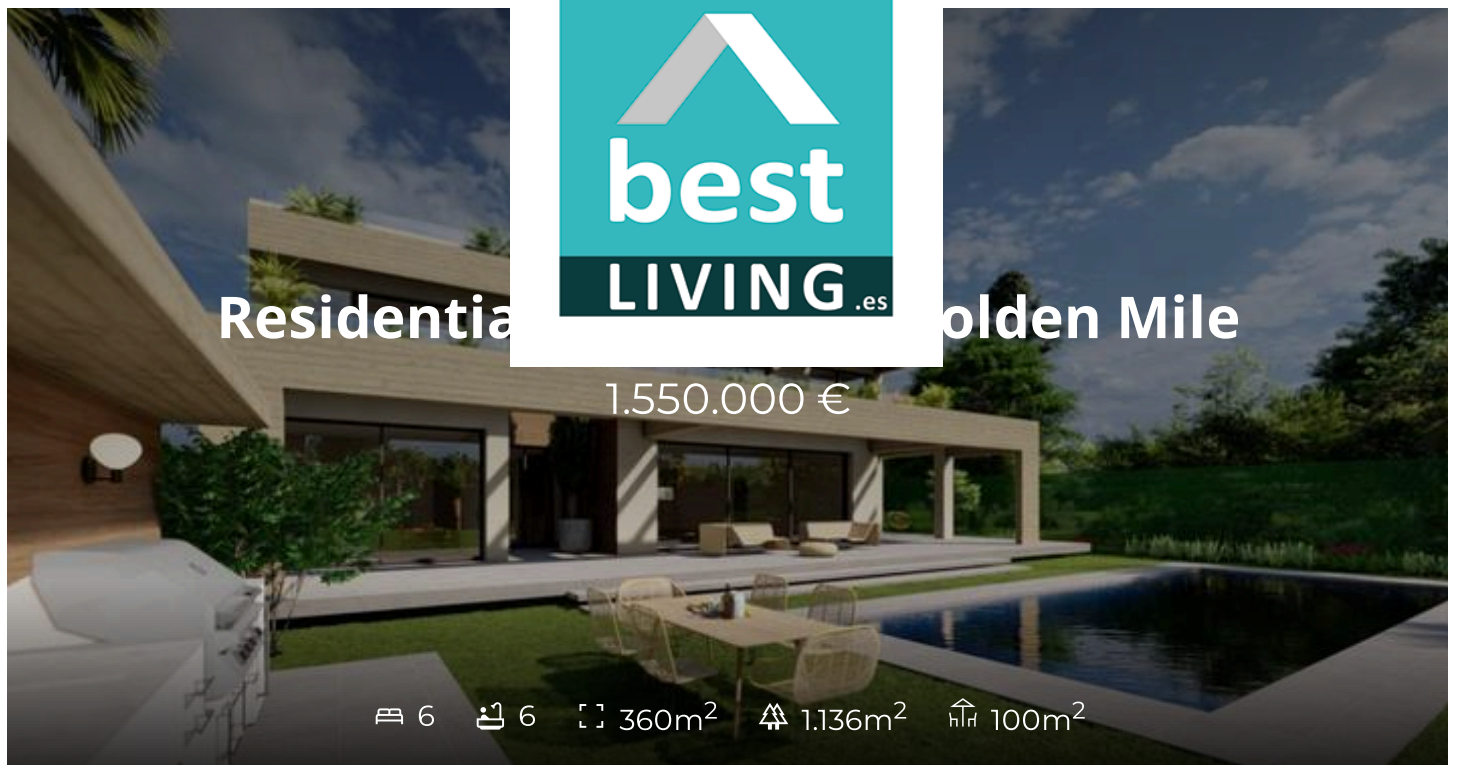 best
LIVING.es
Residentia olden Mile
1.550.000 €
6 6 360m² 1.136m² 100m²